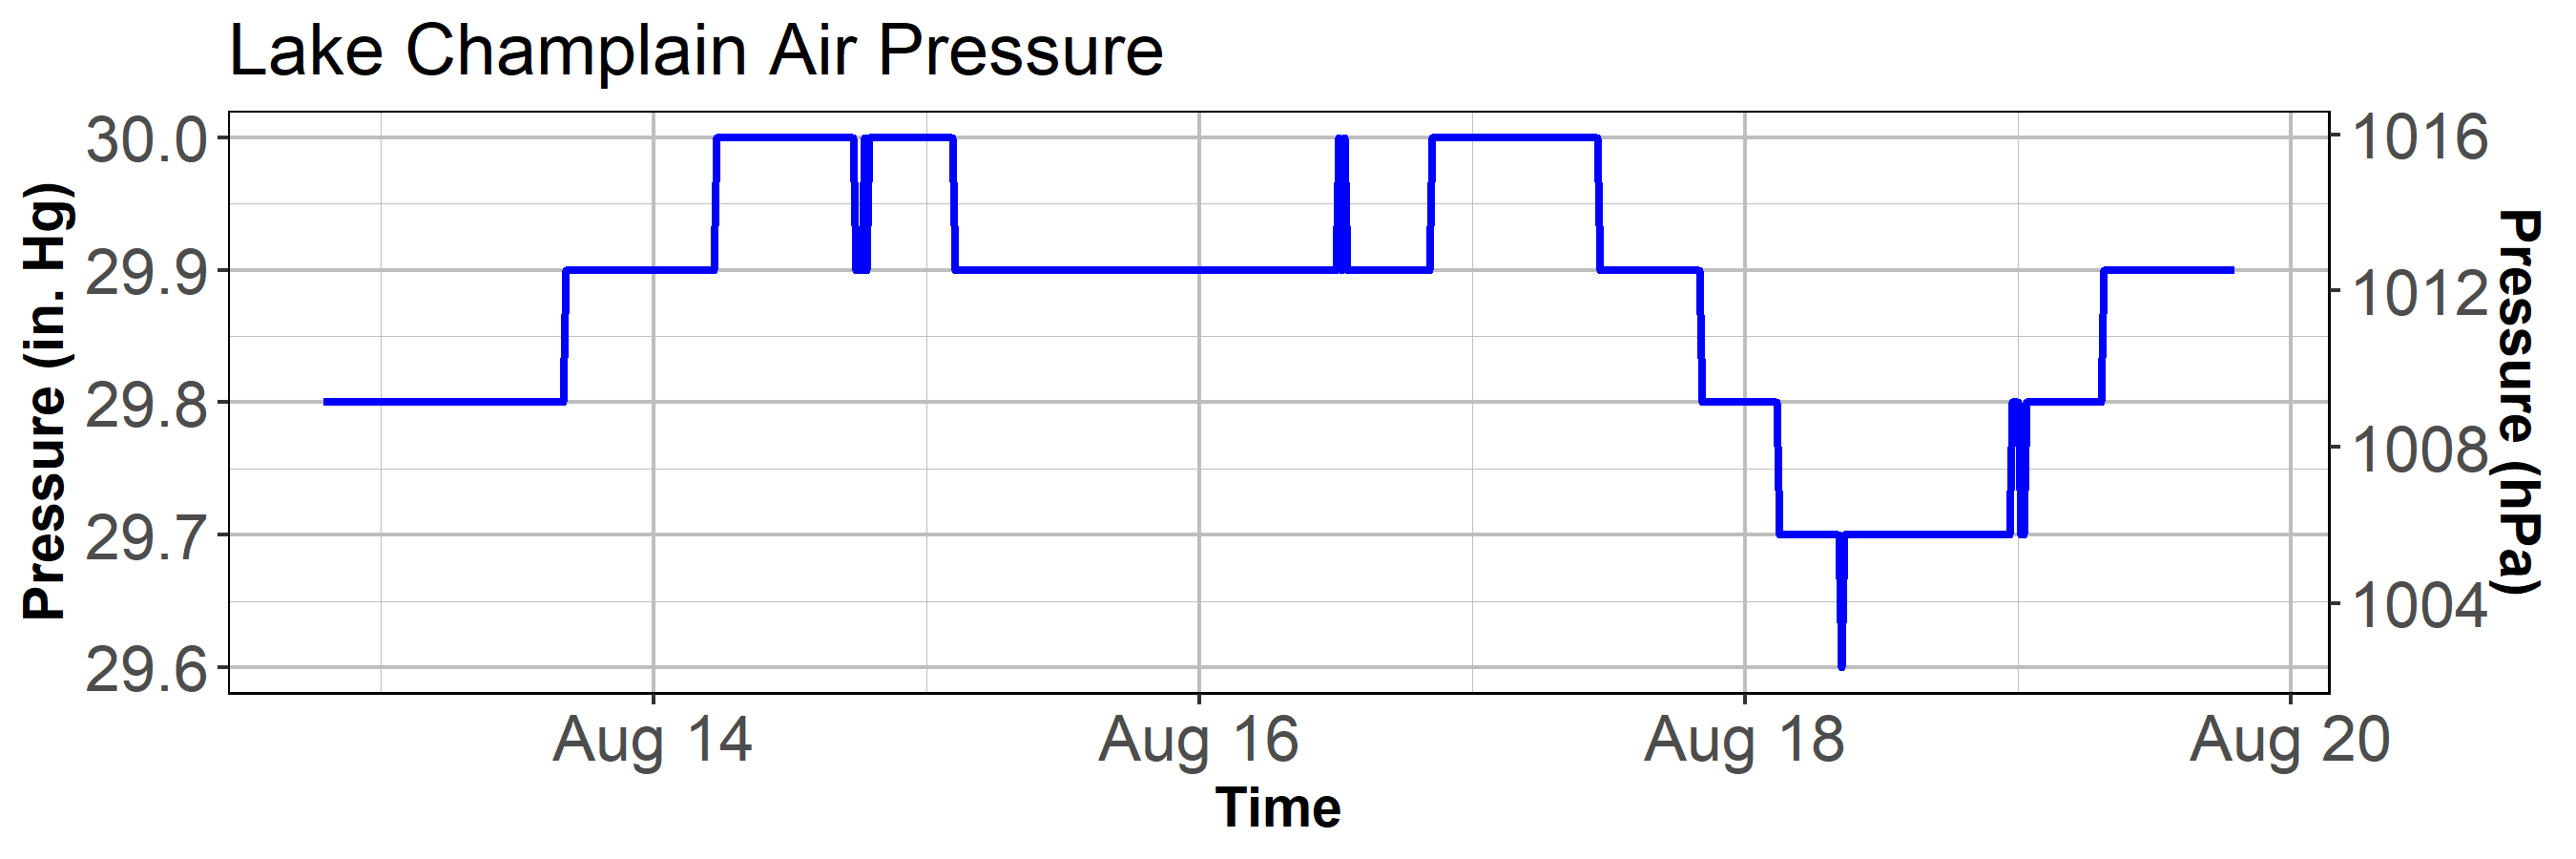 Lake Champlain Air Pressure
Pressure (in. Hg)
30.0
29.9
29.8
29.7
29.6
1016
1012
1008
1004
Pressure (hPa)
Aug 14
Aug 16
Aug 18
Aug 20
Time